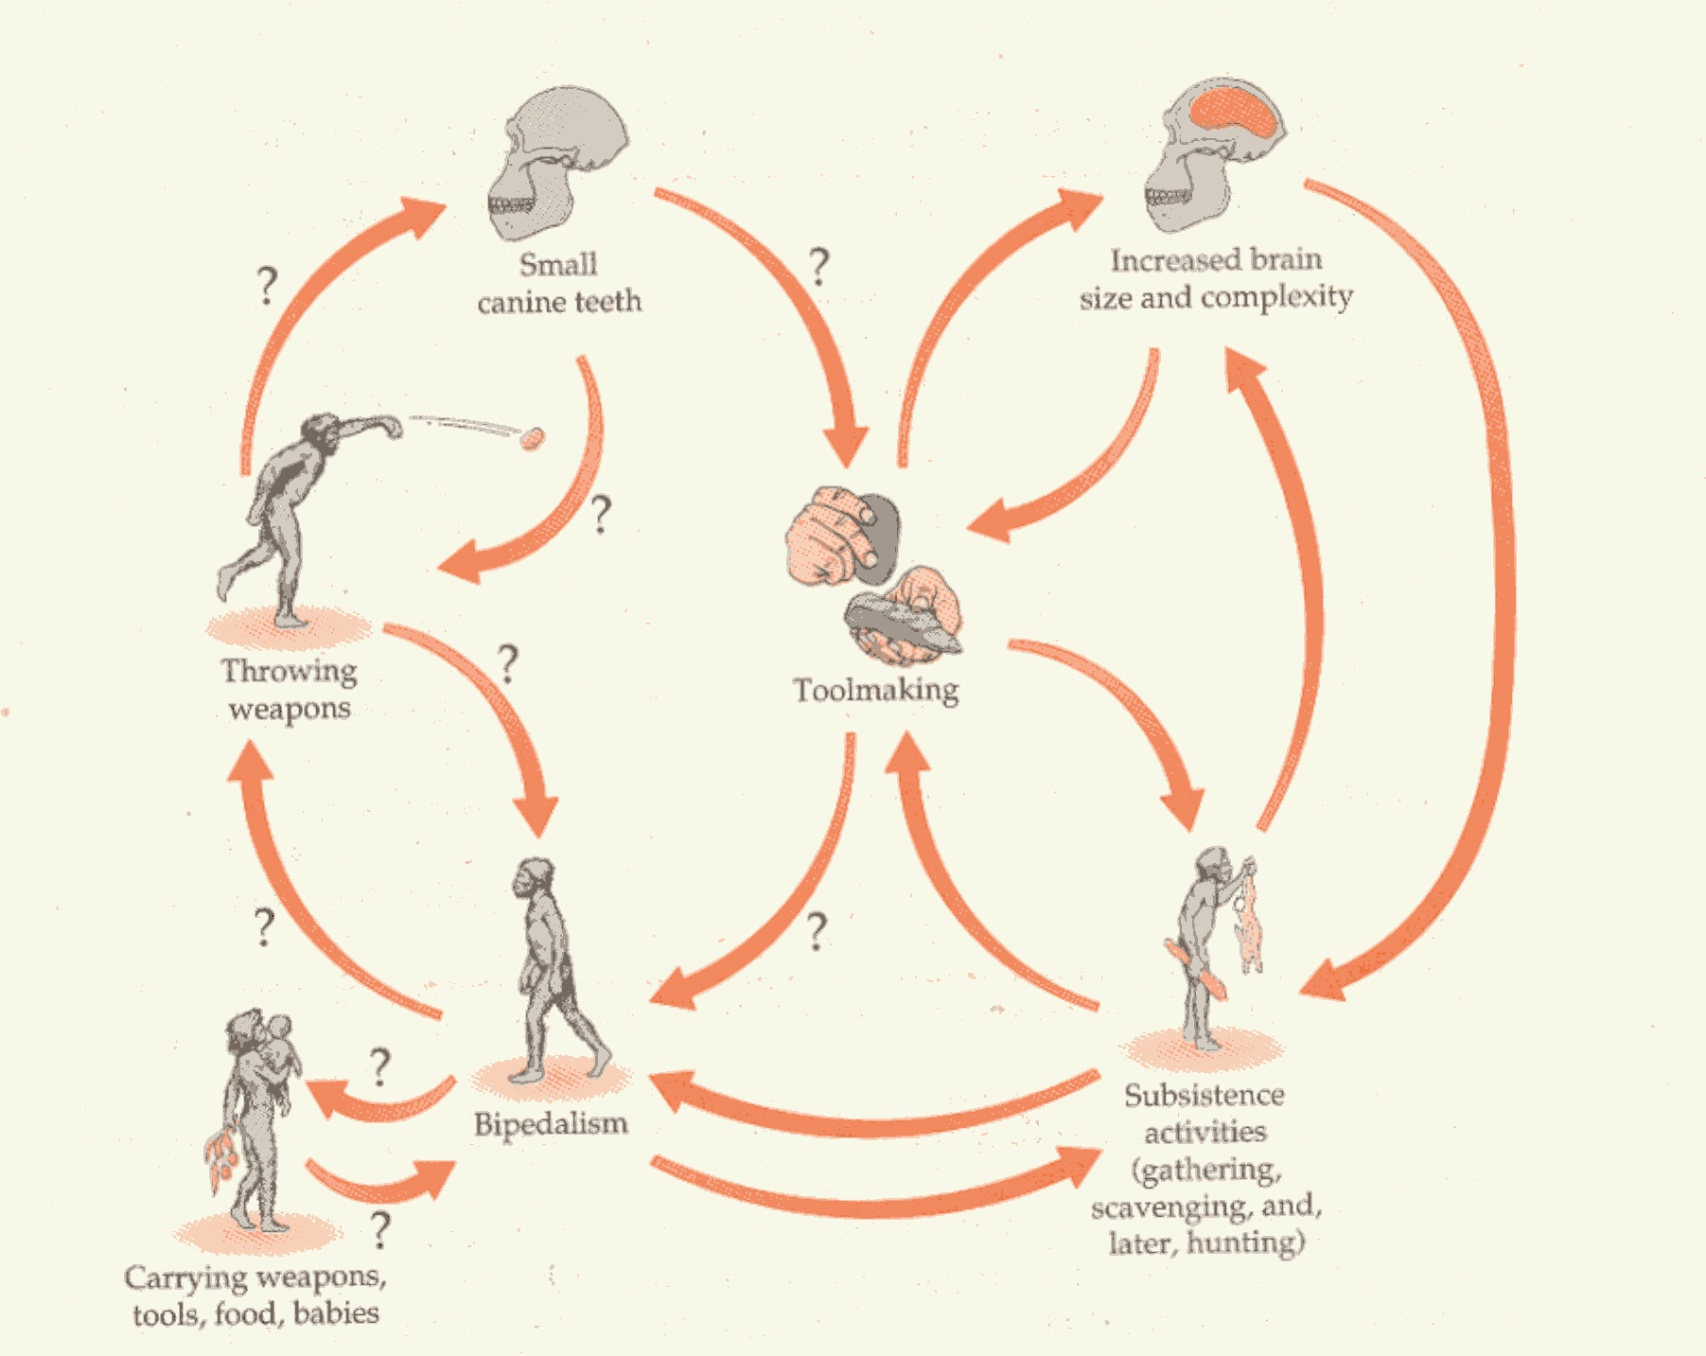 Small
canine teeth
Increased brain
size and complexity
?
?
?
?
Throwing
weapons
Toolmaking
?
?
?
Bipedalism
Subsistence
activities
(gathering,
scavenging, and,
later, hunting)
?
Carrying weapons,
tools, food, babies